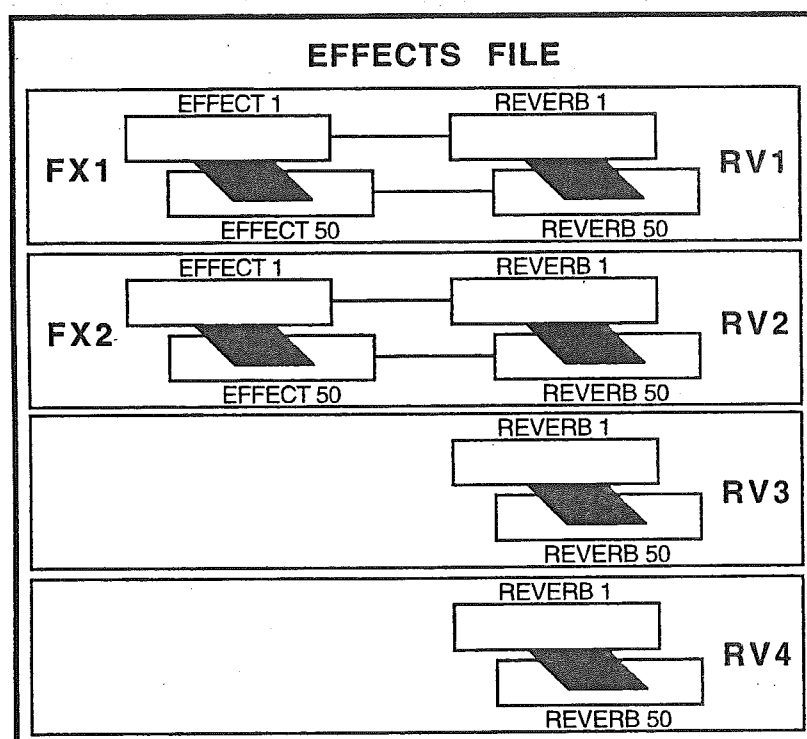 EFFECTS FILE
EFFECT 1 REVERB 1
FX1 RV1
EFFECT 50 REVERB 50
EFFECT 1 REVERB 1
FX2 RV2
EFFECT 50 REVERB 50
REVERB 1
RV3
REVERB 50
REVERB 1
RV4
REVERB 50